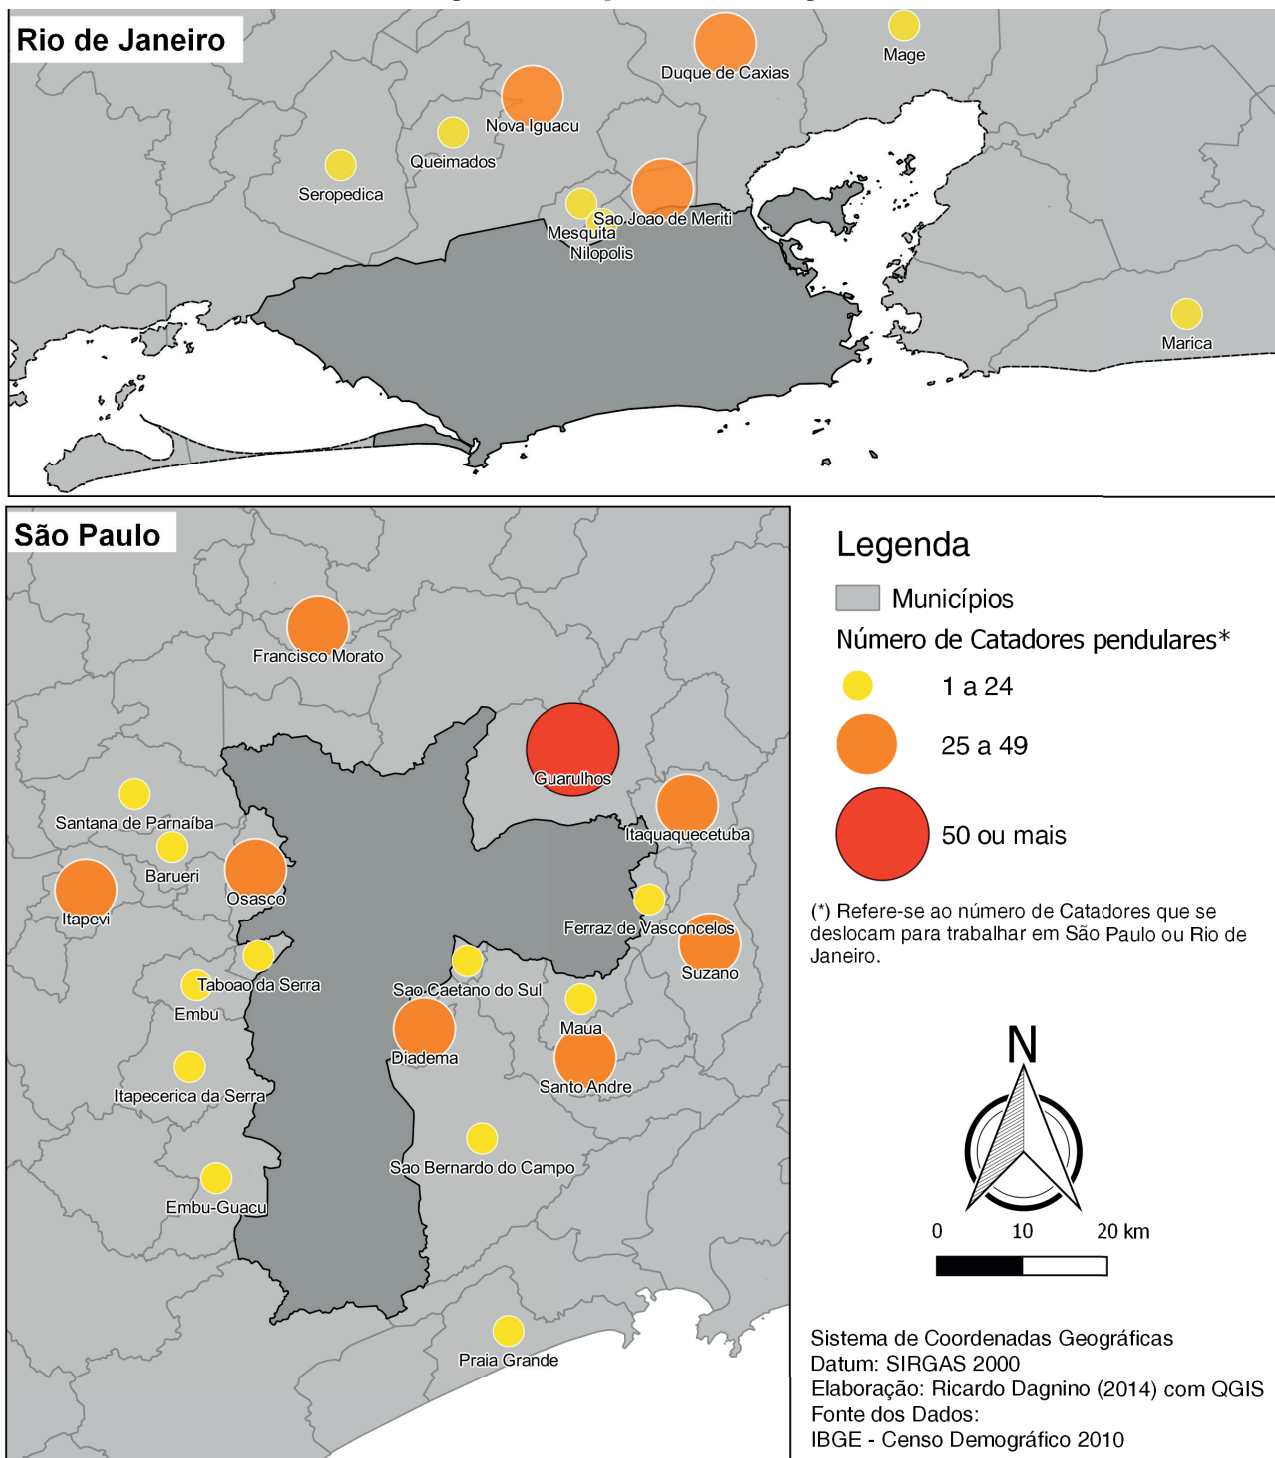 Rio de Janeiro
Mage
Duque de Caxias
Nova Iguacu
Queimados
Seropedica
Sao Joao de Meriti
Mesquita
Nilopolis
Marica
São Paulo
Francisco Morato
Guarulhos
Santana de Parnaíba
Itaquaquecetuba
Barueri
Osasco
Itapevi
Ferraz de Vasconcelos
Suzano
Taboao da Serra
Sao Caetano do Sul
Embu
Maua
Diadema
Santo Andre
Itapecerica da Serra
Sao Bernardo do Campo
Embu-Guacu
Praia Grande
Legenda
Municípios
Número de Catadores pendulares*
1 a 24
25 a 49
50 ou mais
(*) Refere-se ao número de Catadores que se
deslocam para trabalhar em São Paulo ou Rio de
Janeiro.
N
0 10 20 km
Sistema de Coordenadas Geográficas
Datum: SIRGAS 2000
Elaboração: Ricardo Dagnino (2014) com QGIS
Fonte dos Dados:
IBGE - Censo Demográfico 2010